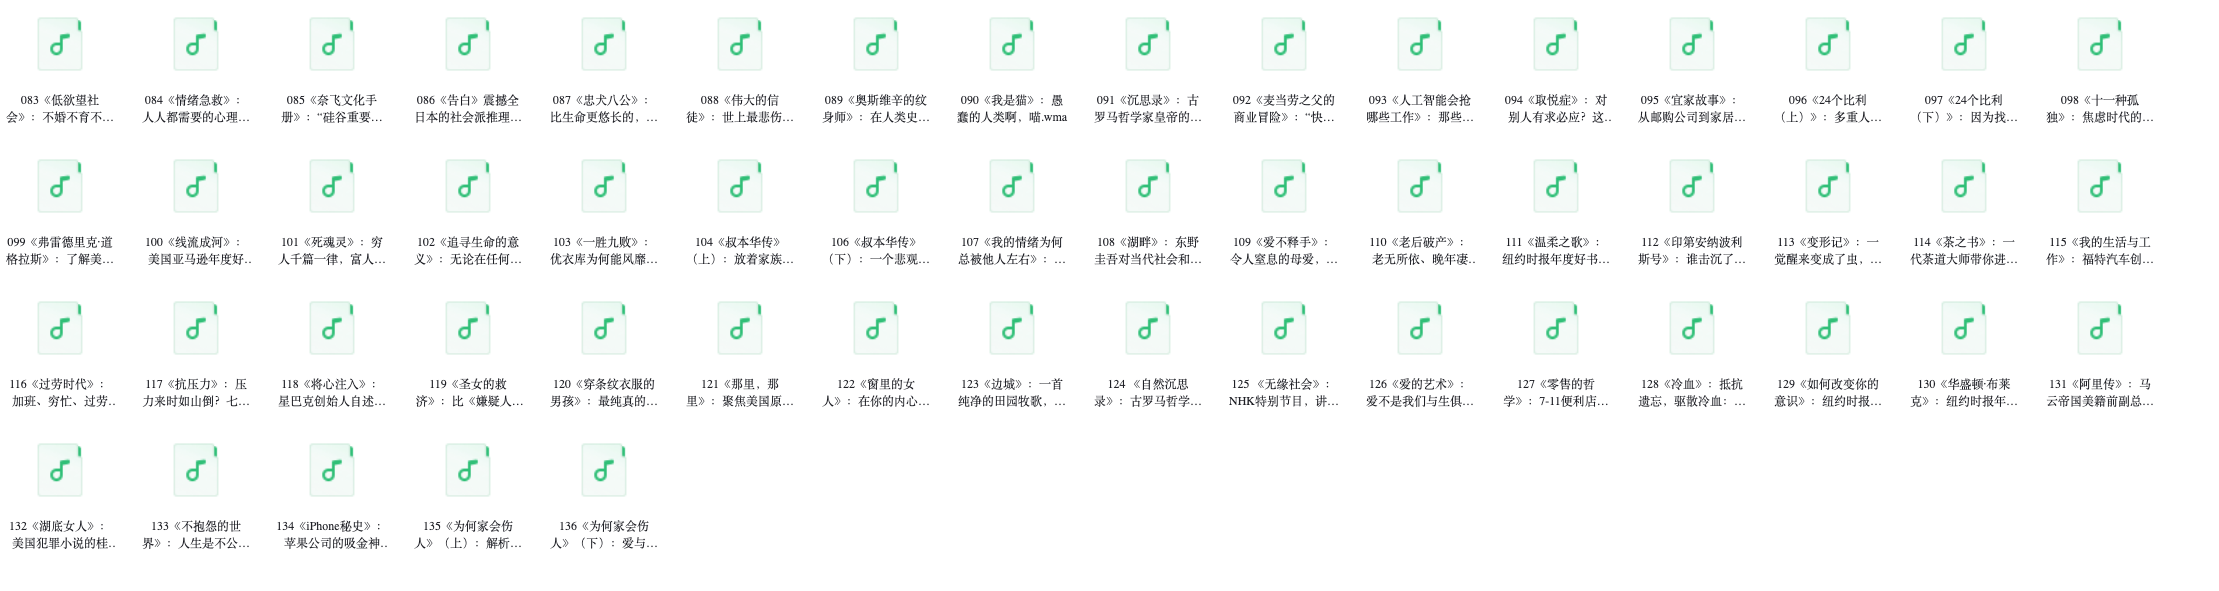 083《低欲望社
会》：不婚不育不...
084《情绪急救》：
人人都需要的心理...
085《奈飞文化手
册》：“硅谷重要...
086《告白》震撼全
日本的社会派推理...
087《忠犬八公》：
比生命更悠长的，...
088《伟大的信
徒》：世上最悲伤...
089《奥斯维辛的纹
身师》：在人类史...
090《我是猫》：愚
蠢的人类啊，喵.wma
091《沉思录》：古
罗马哲学家皇帝的...
092《麦当劳之父的
商业冒险》：“快...
093《人工智能会抢
哪些工作》：那些...
094《取悦症》：对
别人有求必应？这..
095《宜家故事》：
从邮购公司到家居...
096《24个比利
（上）》：多重人...
097《24个比利
（下）》：因为找...
098《十一种孤
独》：焦虑时代的...
099《弗雷德里克·道
格拉斯》：了解美...
100《线流成河》：
美国亚马逊年度好..
101《死魂灵》：穷
人千篇一律，富人...
102《追寻生命的意
义》：无论在任何...
103《一胜九败》：
优衣库为何能风靡...
104《叔本华传》
（上）：放着家族...
106《叔本华传》
（下）：一个悲观...
107《我的情绪为何
总被他人左右》：...
108《湖畔》：东野
圭吾对当代社会和...
109《爱不释手》：
令人窒息的母爱，...
110《老后破产》：
老无所依、晚年凄..
111《温柔之歌》：
纽约时报年度好书...
112《印第安纳波利
斯号》：谁击沉了...
113《变形记》：一
觉醒来变成了虫，...
114《茶之书》：一
代茶道大师带你进...
115《我的生活与工
作》：福特汽车创...
116《过劳时代》：
加班、穷忙、过劳..
117《抗压力》：压
力来时如山倒？七...
118《将心注入》：
星巴克创始人自述...
119《圣女的救
济》：比《嫌疑人...
120《穿条纹衣服的
男孩》：最纯真的...
121《那里，那
里》：聚焦美国原...
122《窗里的女
人》：在你的内心...
123《边城》：一首
纯净的田园牧歌，...
124 《自然沉思
录》：古罗马哲学...
125《无缘社会》：
NHK特别节目，讲...
126《爱的艺术》：
爱不是我们与生俱...
127《零售的哲
学》：7-11便利店...
128《冷血》：抵抗
遗忘，驱散冷血：...
129《如何改变你的
意识》：纽约时报...
130《华盛顿·布莱
克》：纽约时报年...
131《阿里传》：马
云帝国美籍前副总...
132《湖底女人》：
美国犯罪小说的桂..
133《不抱怨的世
界》：人生是不公...
134《iPhone秘史》：
苹果公司的吸金神..
135《为何家会伤
人》（上）：解析...
136《为何家会伤
人》（下）：爱与...